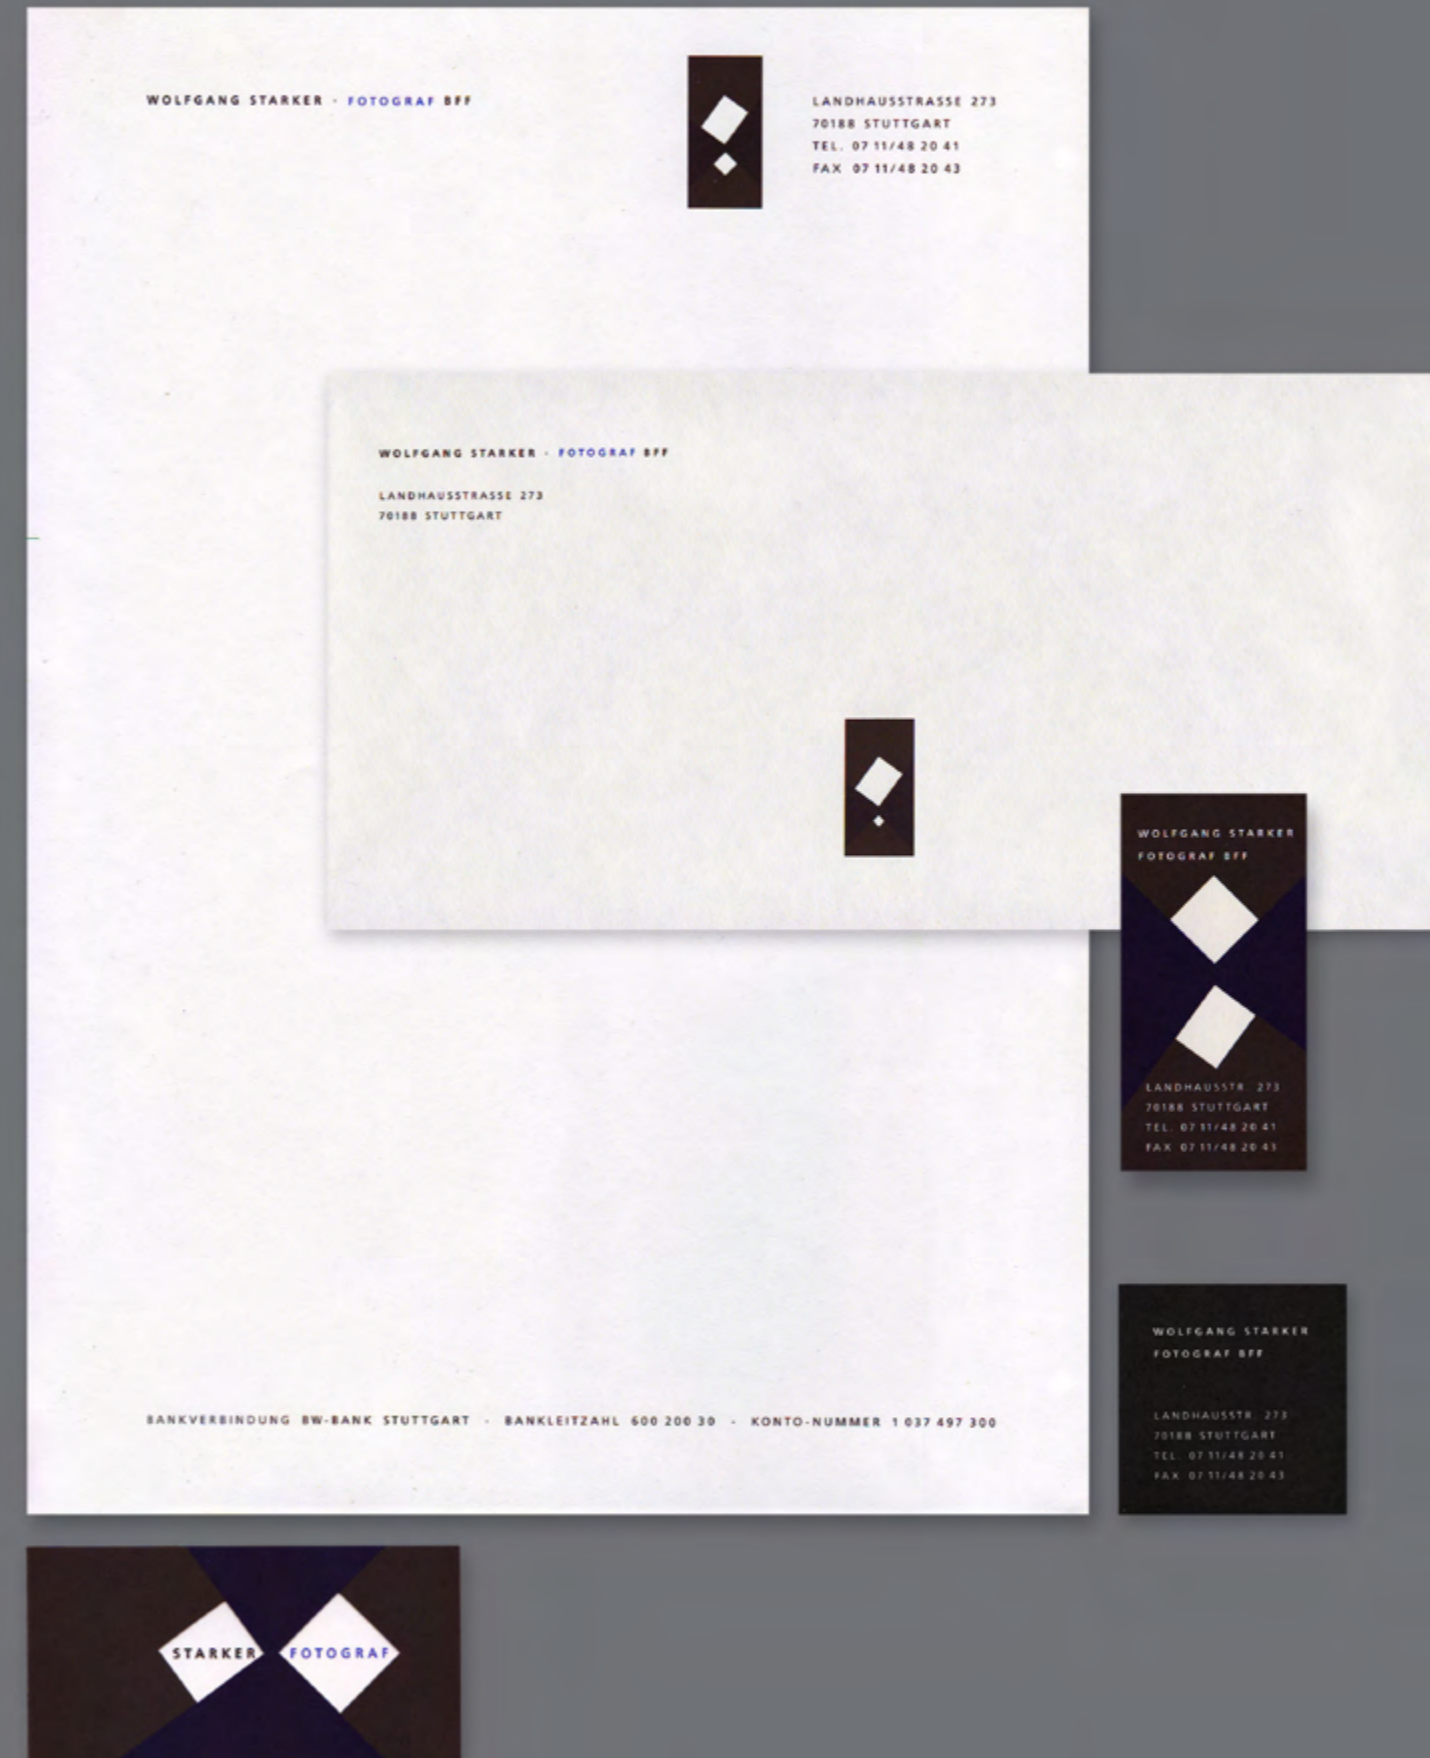 WOLFGANG STARKER · FOTOGRAF BFF
LANDHAUSSTRASSE 273
70188 STUTTGART
TEL. 07 11/48 20 41
FAX 07 11/48 20 43
WOLFGANG STARKER · FOTOGRAF BFF
LANDHAUSSTRASSE 273
70188 STUTTGART
WOLFGANG STARKER
FOTOGRAF BFF
LANDHAUSSTR. 273
70188 STUTTGART
TEL. 07 11/48 20 41
FAX 07 11/48 20 43
WOLFGANG STARKER
FOTOGRAF BFF
LANDHAUSSTR. 273
70188 STUTTGART
TEL. 07 11/48 20 41
FAX 07 11/48 20 43
BANKVERBINDUNG BW-BANK STUTTGART · BANKLEITZAHL 600 200 30 · KONTO-NUMMER 1 037 497 300
STARKER FOTOGRAF